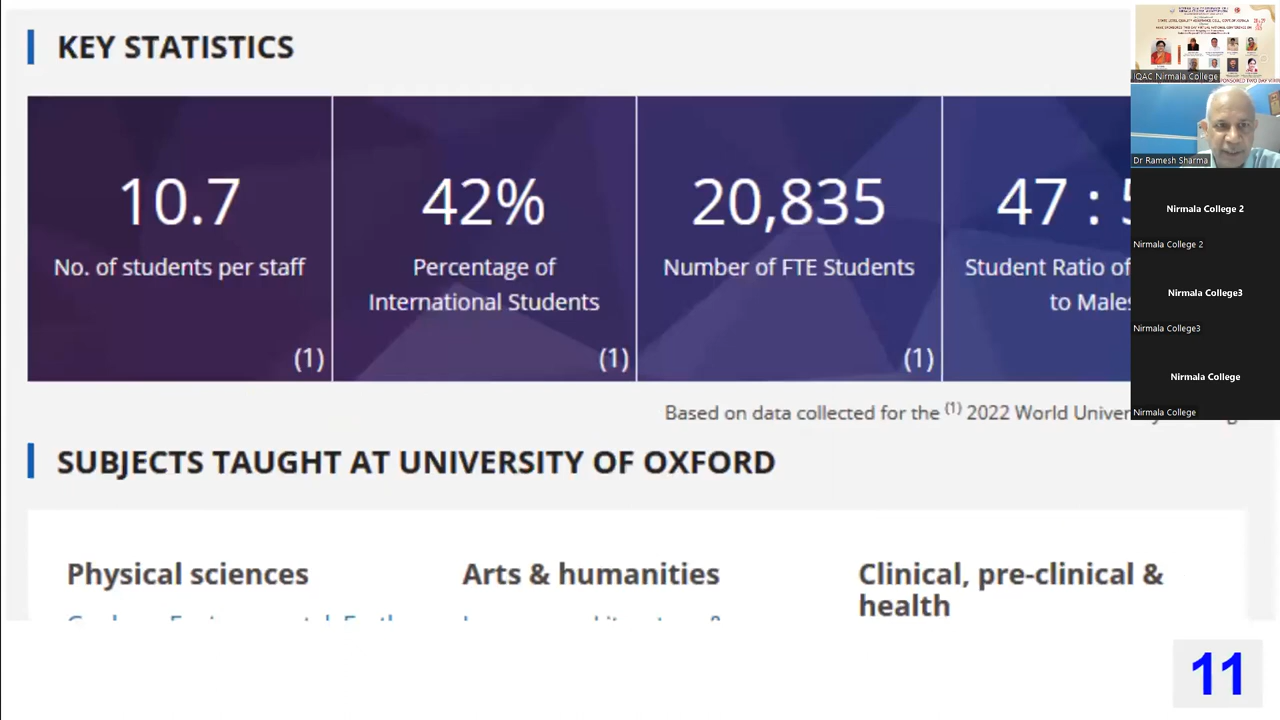 KEY STATISTICS
10.7
No. of students per staff
(1)
42%
Percentage of
International Students
(1)
20,835
Number of FTE Students
(1)
47 :
Student Ratio of
to Males
Based on data collected for the (1) 2022 World
SUBJECTS TAUGHT AT UNIVERSITY OF OXFORD
Physical sciences
Arts & humanities
Clinical, pre-clinical &
health
11
IQAC Nirmala College
Dr Ramesh Sharma
Nirmala College 2
Nirmala College 2
Nirmala College3
Nirmala College3
Nirmala College
Nirmala College